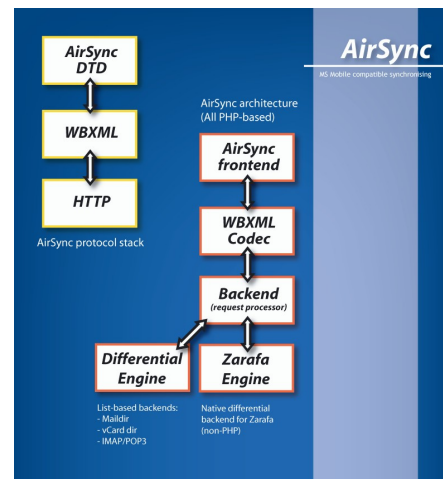 AirSync
MS Mobile compatible synchronising
AirSync
DTD
WBXML
HTTP
AirSync protocol stack
AirSync architecture
(All PHP-based)
AirSync
frontend
WBXML
Codec
Backend
(request processor)
Differential
Engine
Zarafa
Engine
List-based backends:
- Maildir
- vCard dir
- IMAP/POP3
Native differential
backend for Zarafa
(non-PHP)